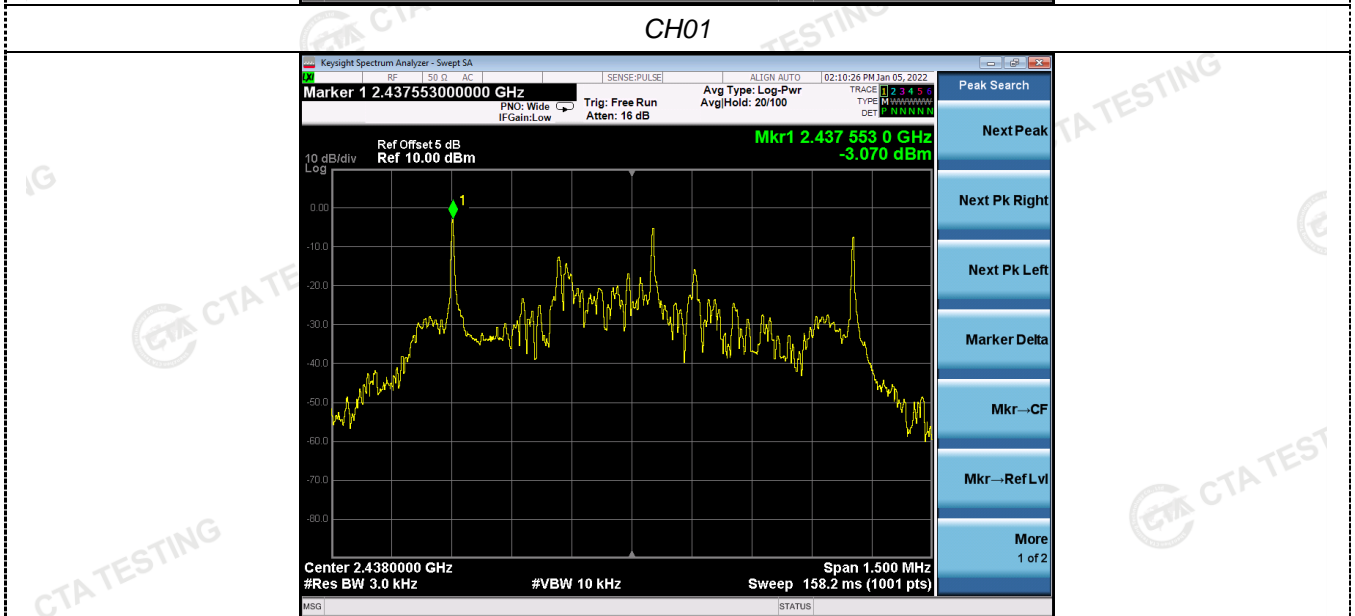 CH01
Keysight Spectrum Analyzer - Swept SA
LXI RF 50 Ω AC SENSE:PULSE ALIGN AUTO 02:10:26 PM Jan 05, 2022
Marker 1 2.437553000000 GHz
PNO: Wide
IFGain:Low
Trig: Free Run
Atten: 16 dB
Avg Type: Log-Pwr
Avg|Hold: 20/100
TRACE 1 2 3 4 5 6
TYPE M WWWWW
DET P N N N N N
Mkr1 2.437 553 0 GHz
-3.070 dBm
Ref Offset 5 dB
10 dB/div Ref 10.00 dBm
Log
1
0.00
-10.0
-20.0
-30.0
-40.0
-50.0
-60.0
-70.0
-80.0
Center 2.4380000 GHz Span 1.500 MHz
#Res BW 3.0 kHz #VBW 10 kHz Sweep 158.2 ms (1001 pts)
MSG STATUS
Peak Search
Next Peak
Next Pk Right
Next Pk Left
Marker Delta
Mkr→CF
Mkr→Ref Lvl
More
1 of 2
CTA TESTING